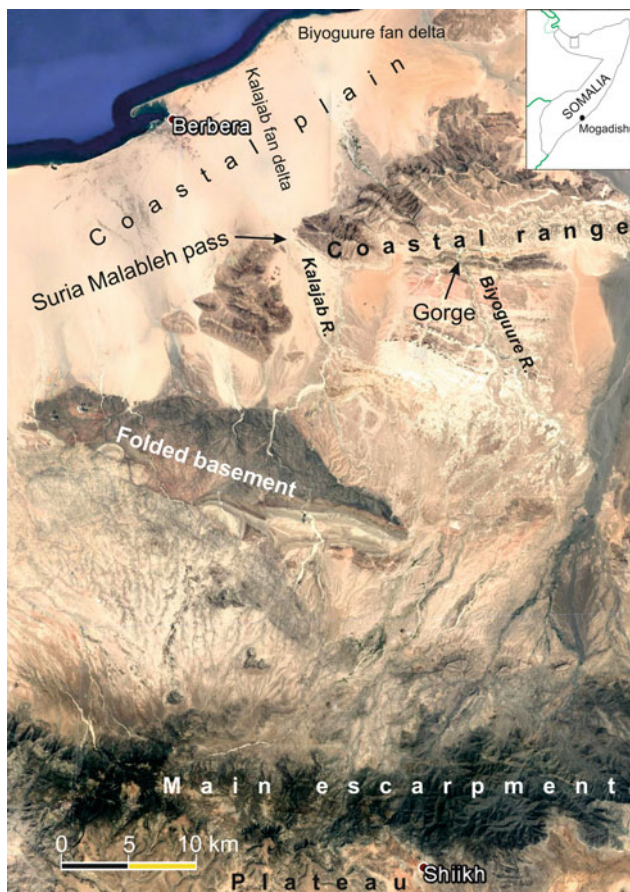 Biyoguure fan delta
SOMALIA
Mogadishu
Kalajab fan delta
Coastal plain
Berbera
Suria Malableh pass
Coastal range
Kalajab R.
Biyoguure R.
Gorge
Folded basement
Main escarpment
0 5 10 km
Shiikh
Plateau